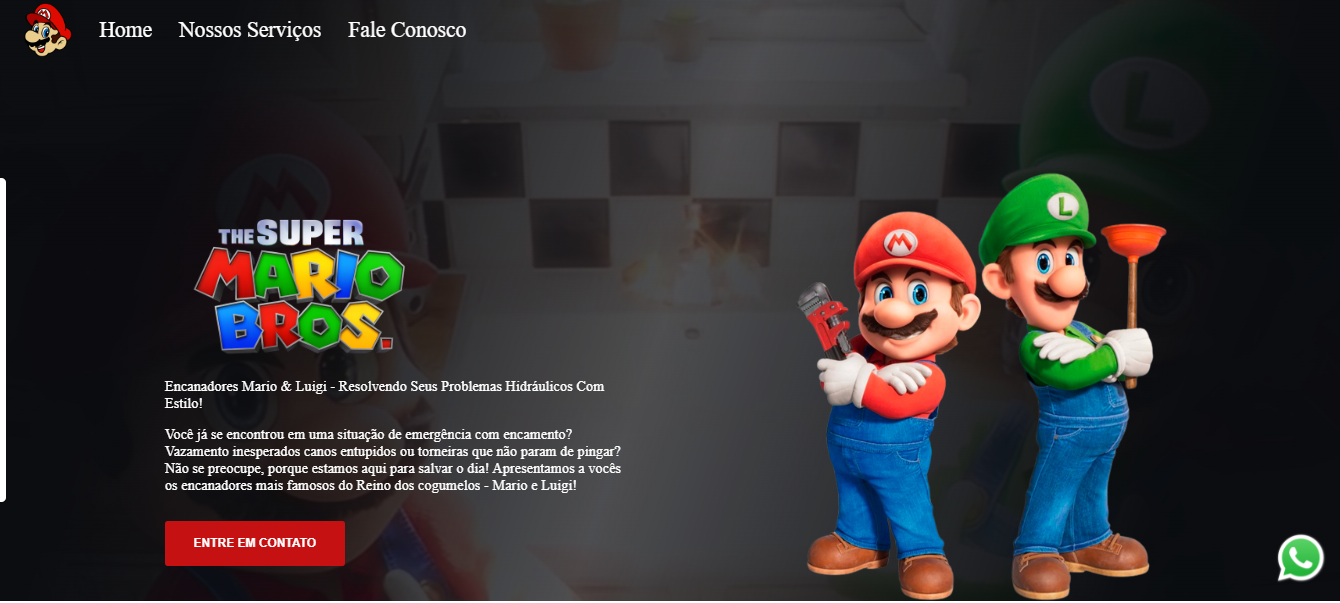 Home Nossos Serviços Fale Conosco
THE SUPER
MARIO
BROS.
Encanadores Mario & Luigi - Resolvendo Seus Problemas Hidráulicos Com
Estilo!
Você já se encontrou em uma situação de emergência com encamento?
Vazamento inesperados canos entupidos ou torneiras que não param de pingar?
Não se preocupe, porque estamos aqui para salvar o dia! Apresentamos a vocês
os encanadores mais famosos do Reino dos cogumelos - Mario e Luigi!
ENTRE EM CONTATO
M
L
M
L